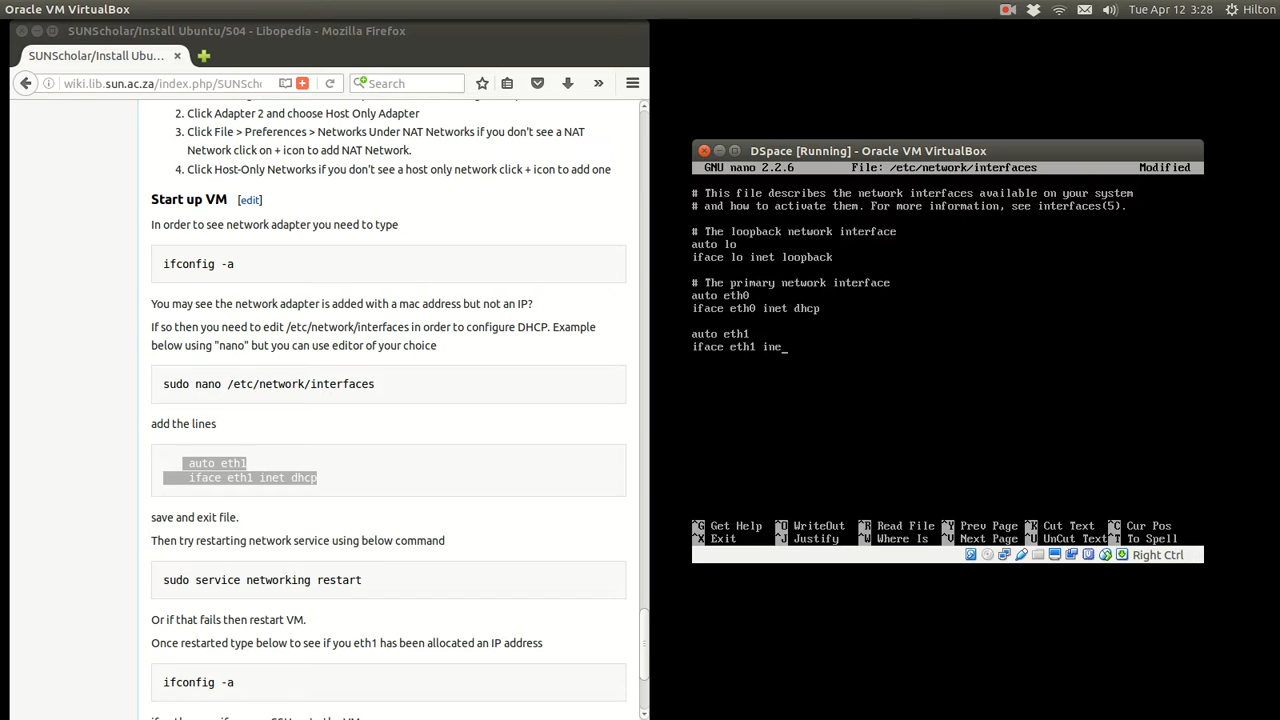 Oracle VM VirtualBox
Tue Apr 12 3:28 Hilton
SUNScholar/Install Ubuntu/S04 - Libopedia - Mozilla Firefox
SUNScholar/Install Ubu...
wiki.lib.sun.ac.za/index.php/SUNScho
Search
2. Click Adapter 2 and choose Host Only Adapter
3. Click File > Preferences > Networks Under NAT Networks if you don't see a NAT
Network click on + icon to add NAT Network.
4. Click Host-Only Networks if you don't see a host only network click + icon to add one
Start up VM [edit]
In order to see network adapter you need to type
ifconfig -a
You may see the network adapter is added with a mac address but not an IP?
If so then you need to edit /etc/network/interfaces in order to configure DHCP. Example
below using "nano" but you can use editor of your choice
sudo nano /etc/network/interfaces
add the lines
auto eth1
iface eth1 inet dhcp
save and exit file.
Then try restarting network service using below command
sudo service networking restart
Or if that fails then restart VM.
Once restarted type below to see if you eth1 has been allocated an IP address
ifconfig -a
DSpace [Running] - Oracle VM VirtualBox
GNU nano 2.2.6 File: /etc/network/interfaces Modified
# This file describes the network interfaces available on your system
# and how to activate them. For more information, see interfaces(5).
# The loopback network interface
auto lo
iface lo inet loopback
# The primary network interface
auto eth0
iface eth0 inet dhcp
auto eth1
iface eth1 ine_
^G Get Help ^O WriteOut ^R Read File ^Y Prev Page ^K Cut Text ^C Cur Pos
^X Exit ^J Justify ^W Where Is ^V Next Page ^U UnCut Text ^T To Spell
Right Ctrl